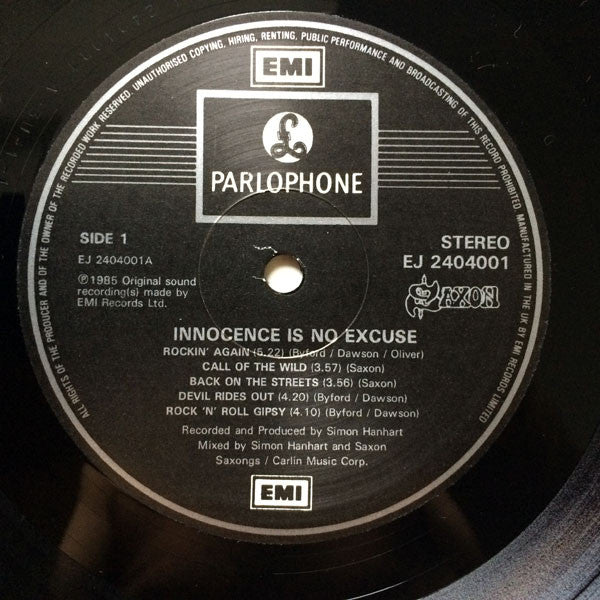 ALL RIGHTS OF THE PRODUCER AND OF THE OWNER OF THE RECORDED WORK RESERVED. UNAUTHORISED COPYING, HIRING, RENTING, PUBLIC PERFORMANCE AND BROADCASTING OF THIS RECORD PROHIBITED. MANUFACTURED IN THE UK BY EMI RECORDS LIMITED
EMI
£
PARLOPHONE
SIDE 1
EJ 2404001A
℗1985 Original sound
recording(s) made by
EMI Records Ltd.
STEREO
EJ 2404001
SAXON
INNOCENCE IS NO EXCUSE
ROCKIN' AGAIN (5.22) (Byford / Dawson / Oliver)
CALL OF THE WILD (3.57) (Saxon)
BACK ON THE STREETS (3.56) (Saxon)
DEVIL RIDES OUT (4.20) (Byford / Dawson)
ROCK 'N' ROLL GIPSY (4.10) (Byford / Dawson)
Recorded and Produced by Simon Hanhart
Mixed by Simon Hanhart and Saxon
Saxongs / Carlin Music Corp.
EMI